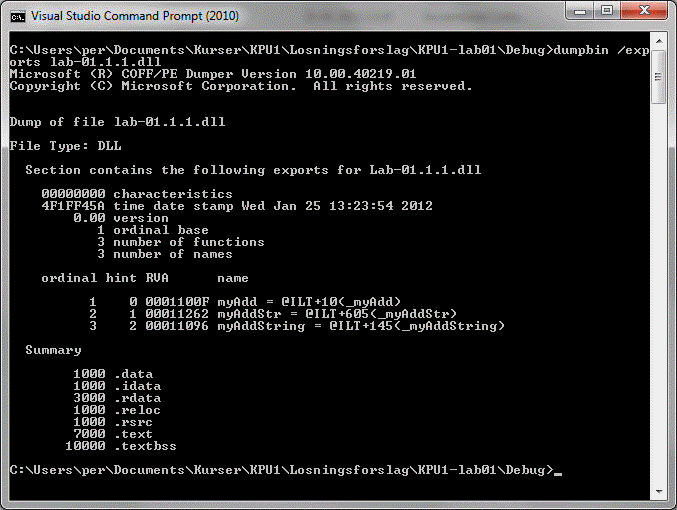 Visual Studio Command Prompt (2010)
C:\Users\per\Documents\Kurser\KPU1\Losningsforslag\KPU1-lab01\Debug>dumpbin /exp
orts lab-01.1.1.dll
Microsoft (R) COFF/PE Dumper Version 10.00.40219.01
Copyright (C) Microsoft Corporation.  All rights reserved.
Dump of file lab-01.1.1.dll
File Type: DLL
Section contains the following exports for Lab-01.1.1.dll
00000000 characteristics
4F1FF45A time date stamp Wed Jan 25 13:23:54 2012
0.00 version
1 ordinal base
3 number of functions
3 number of names
ordinal hint RVA      name
1    0 0001100F myAdd = @ILT+10(_myAdd)
2    1 00011262 myAddStr = @ILT+605(_myAddStr)
3    2 00011096 myAddString = @ILT+145(_myAddString)
Summary
1000 .data
1000 .idata
3000 .rdata
1000 .reloc
1000 .rsrc
7000 .text
10000 .textbss
C:\Users\per\Documents\Kurser\KPU1\Losningsforslag\KPU1-lab01\Debug>_